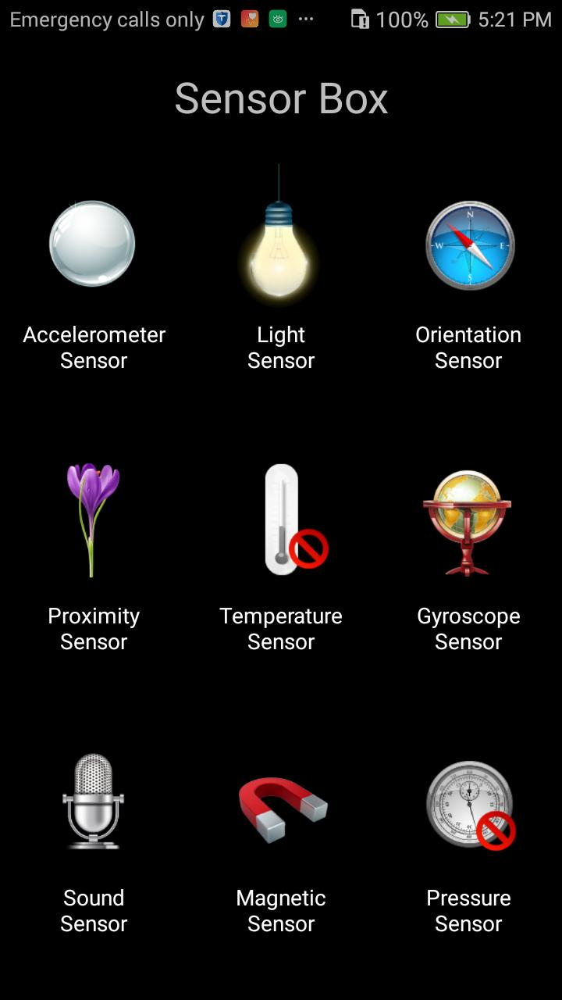 Emergency calls only ... 100% 5:21 PM
Sensor Box
N
W E
S
Accelerometer Light Orientation
Sensor Sensor Sensor
Proximity Temperature Gyroscope
Sensor Sensor Sensor
Sound Magnetic Pressure
Sensor Sensor Sensor